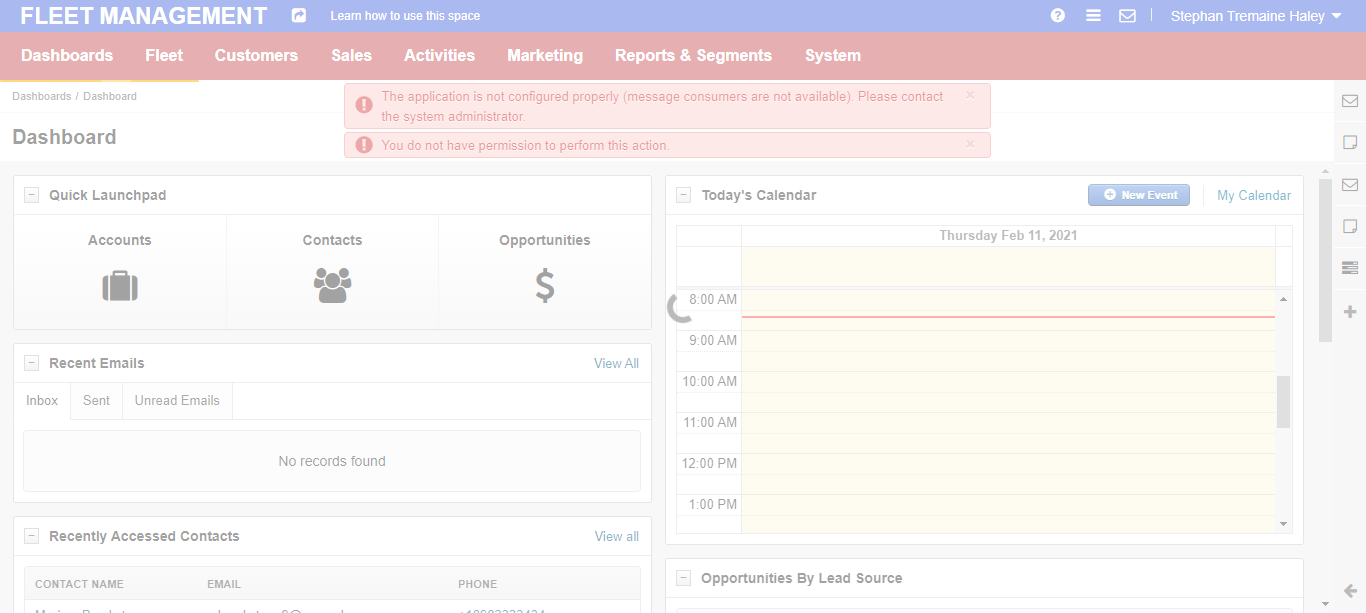 FLEET MANAGEMENT
Learn how to use this space
Stephan Tremaine Haley
Dashboards
Fleet
Customers
Sales
Activities
Marketing
Reports & Segments
System
Dashboards / Dashboard
The application is not configured properly (message consumers are not available). Please contact
the system administrator.
You do not have permission to perform this action.
Dashboard
Quick Launchpad
Accounts
Contacts
Opportunities
Recent Emails
View All
Inbox
Sent
Unread Emails
No records found
Recently Accessed Contacts
View all
CONTACT NAME
EMAIL
PHONE
Today's Calendar
New Event
My Calendar
Thursday Feb 11, 2021
8:00 AM
9:00 AM
10:00 AM
11:00 AM
12:00 PM
1:00 PM
Opportunities By Lead Source